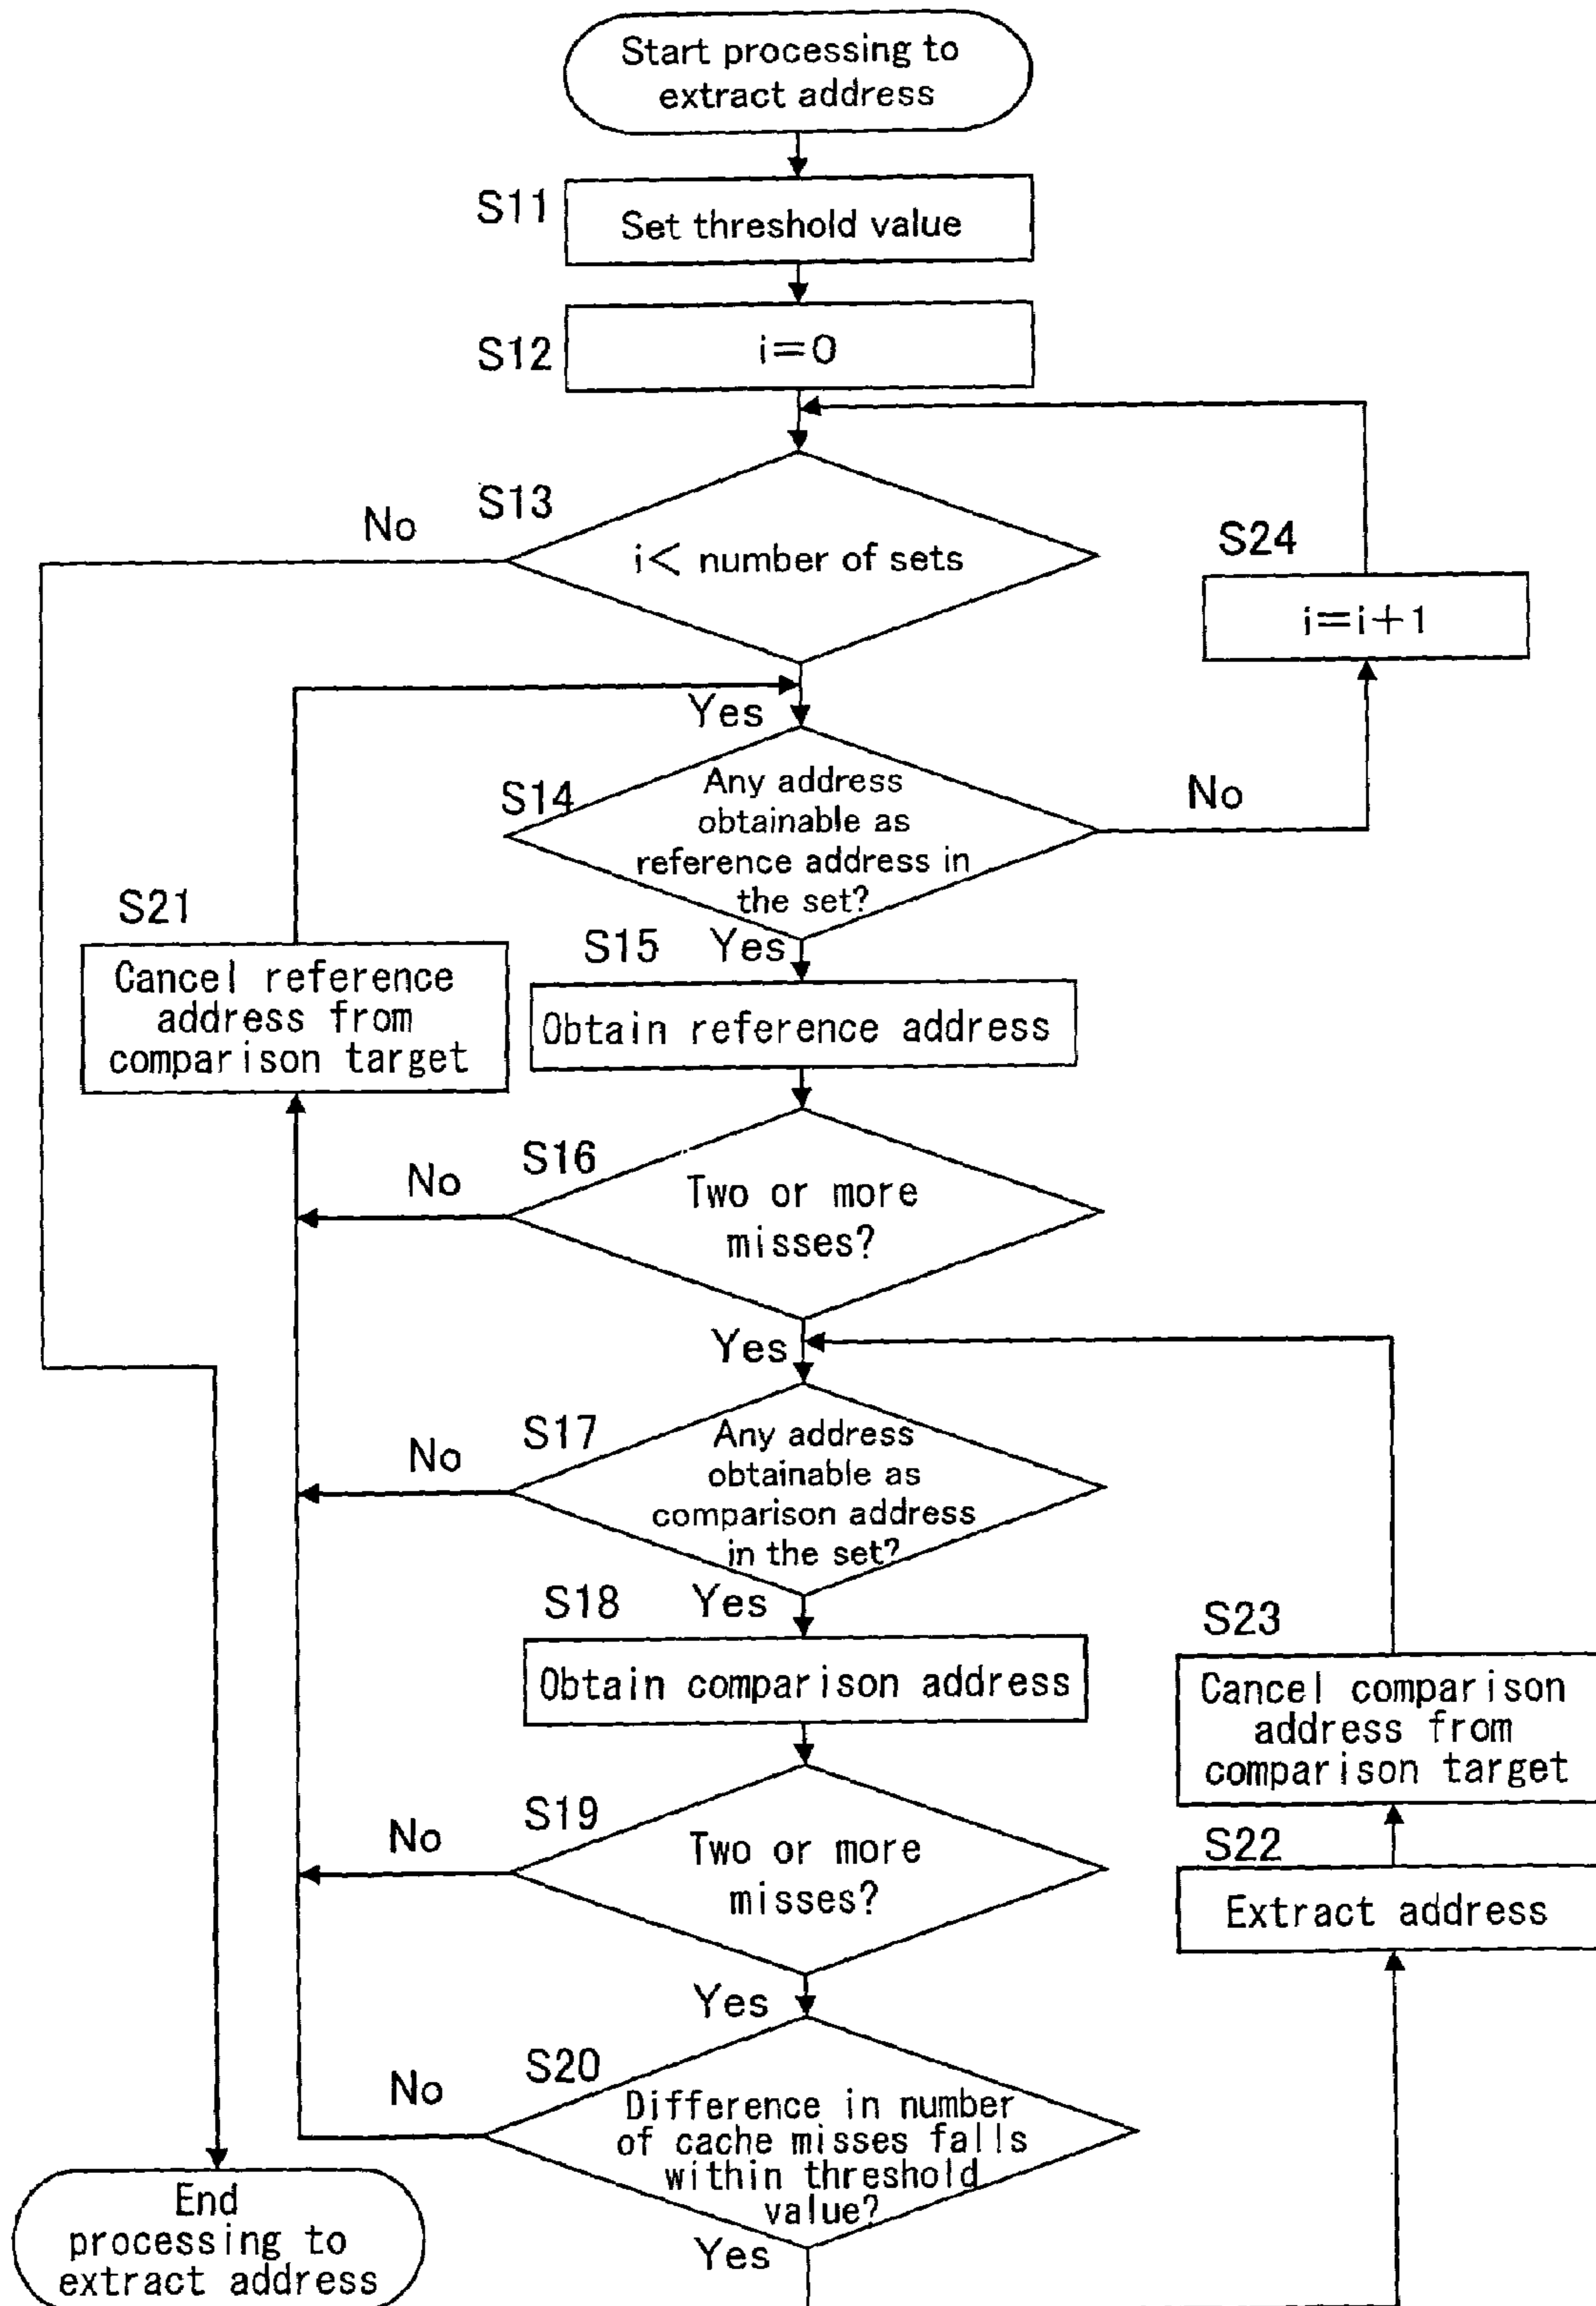 Start processing to
extract address
S11
Set threshold value
S12
i=0
S13
No
i< number of sets
S24
i=i+1
Yes
S14
Any address
obtainable as
reference address in
the set?
No
S21
Cancel reference
address from
comparison target
S15
Yes
Obtain reference address
S16
No
Two or more
misses?
Yes
S17
No
Any address
obtainable as
comparison address
in the set?
S18
Yes
Obtain comparison address
S23
Cancel comparison
address from
comparison target
S19
No
Two or more
misses?
S22
Extract address
Yes
S20
No
Difference in number
of cache misses falls
within threshold
value?
Yes
End
processing to
extract address